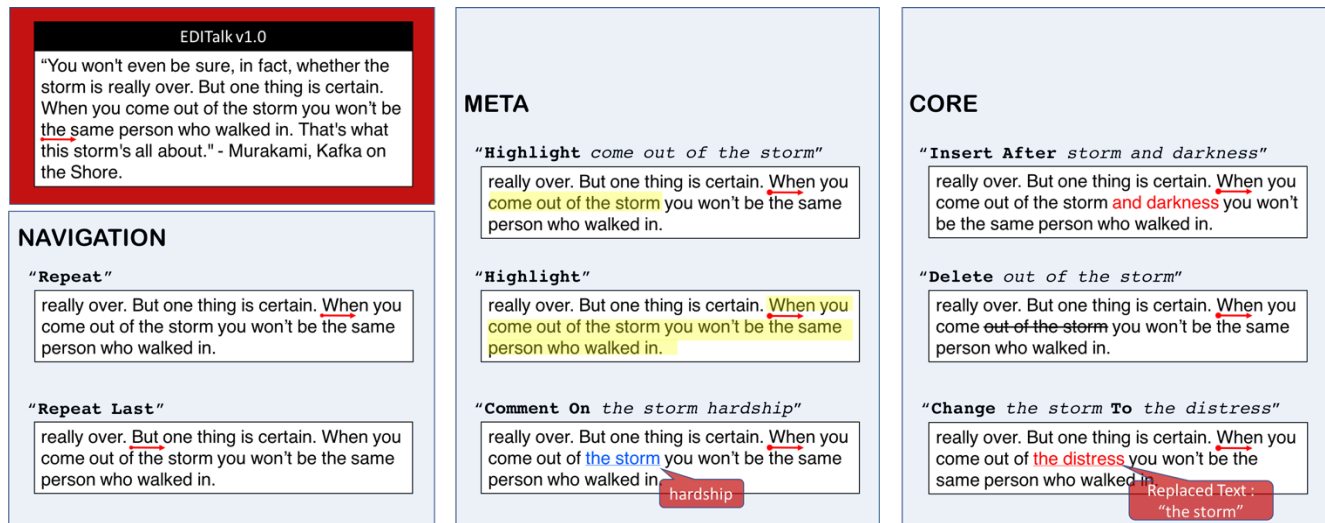 EDITalk v1.0
“You won't even be sure, in fact, whether the
storm is really over. But one thing is certain.
When you come out of the storm you won’t be
the same person who walked in. That's what
this storm's all about." - Murakami, Kafka on
the Shore.
NAVIGATION
“Repeat”
really over. But one thing is certain. When you
come out of the storm you won’t be the same
person who walked in.
“Repeat Last”
really over. But one thing is certain. When you
come out of the storm you won’t be the same
person who walked in.
META
“Highlight come out of the storm”
really over. But one thing is certain. When you
come out of the storm you won’t be the same
person who walked in.
“Highlight”
really over. But one thing is certain. When you
come out of the storm you won’t be the same
person who walked in.
“Comment On the storm hardship”
really over. But one thing is certain. When you
come out of the storm you won’t be the same
person who walked in.
hardship
CORE
“Insert After storm and darkness”
really over. But one thing is certain. When you
come out of the storm and darkness you won’t
be the same person who walked in.
“Delete out of the storm”
really over. But one thing is certain. When you
come out of the storm you won’t be the same
person who walked in.
“Change the storm To the distress”
really over. But one thing is certain. When you
come out of the distress you won’t be the
same person who walked in
Replaced Text :
“the storm”